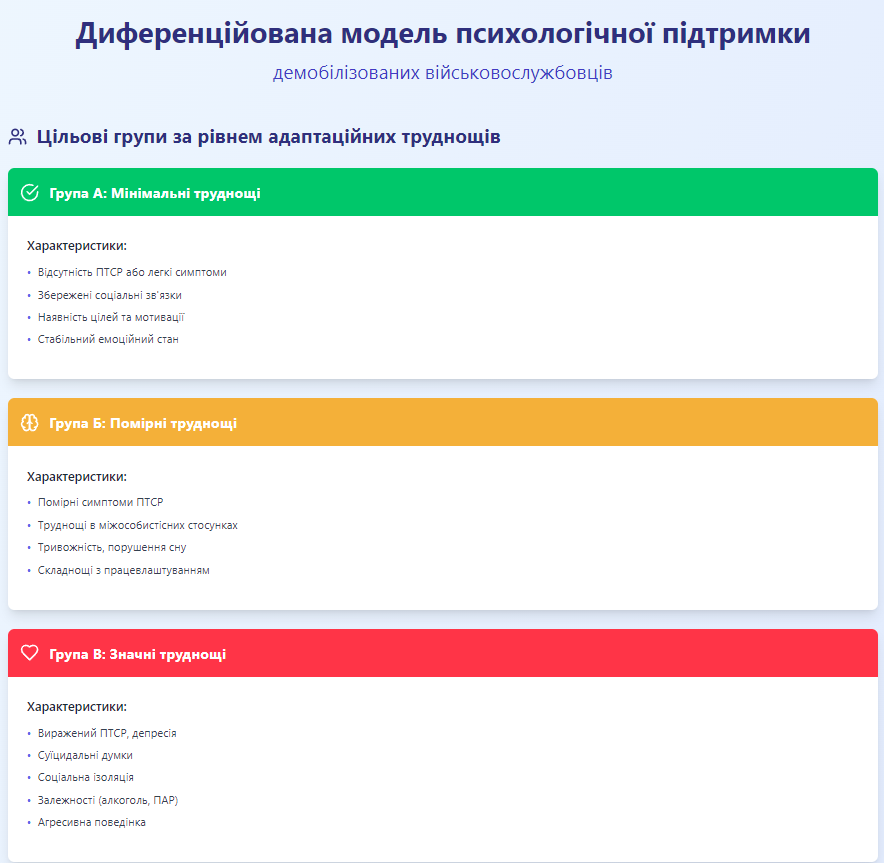 Диференційована модель психологічної підтримки
демобілізованих військовослужбовців
Цільові групи за рівнем адаптаційних труднощів
Група А: Мінімальні труднощі
Характеристики:
• Відсутність ПТСР або легкі симптоми
• Збережені соціальні зв'язки
• Наявність цілей та мотивації
• Стабільний емоційний стан
Група Б: Помірні труднощі
Характеристики:
• Помірні симптоми ПТСР
• Труднощі в міжособистісних стосунках
• Тривожність, порушення сну
• Складнощі з працевлаштуванням
Група В: Значні труднощі
Характеристики:
• Виражений ПТСР, депресія
• Суїцидальні думки
• Соціальна ізоляція
• Залежності (алкоголь, ПАР)
• Агресивна поведінка